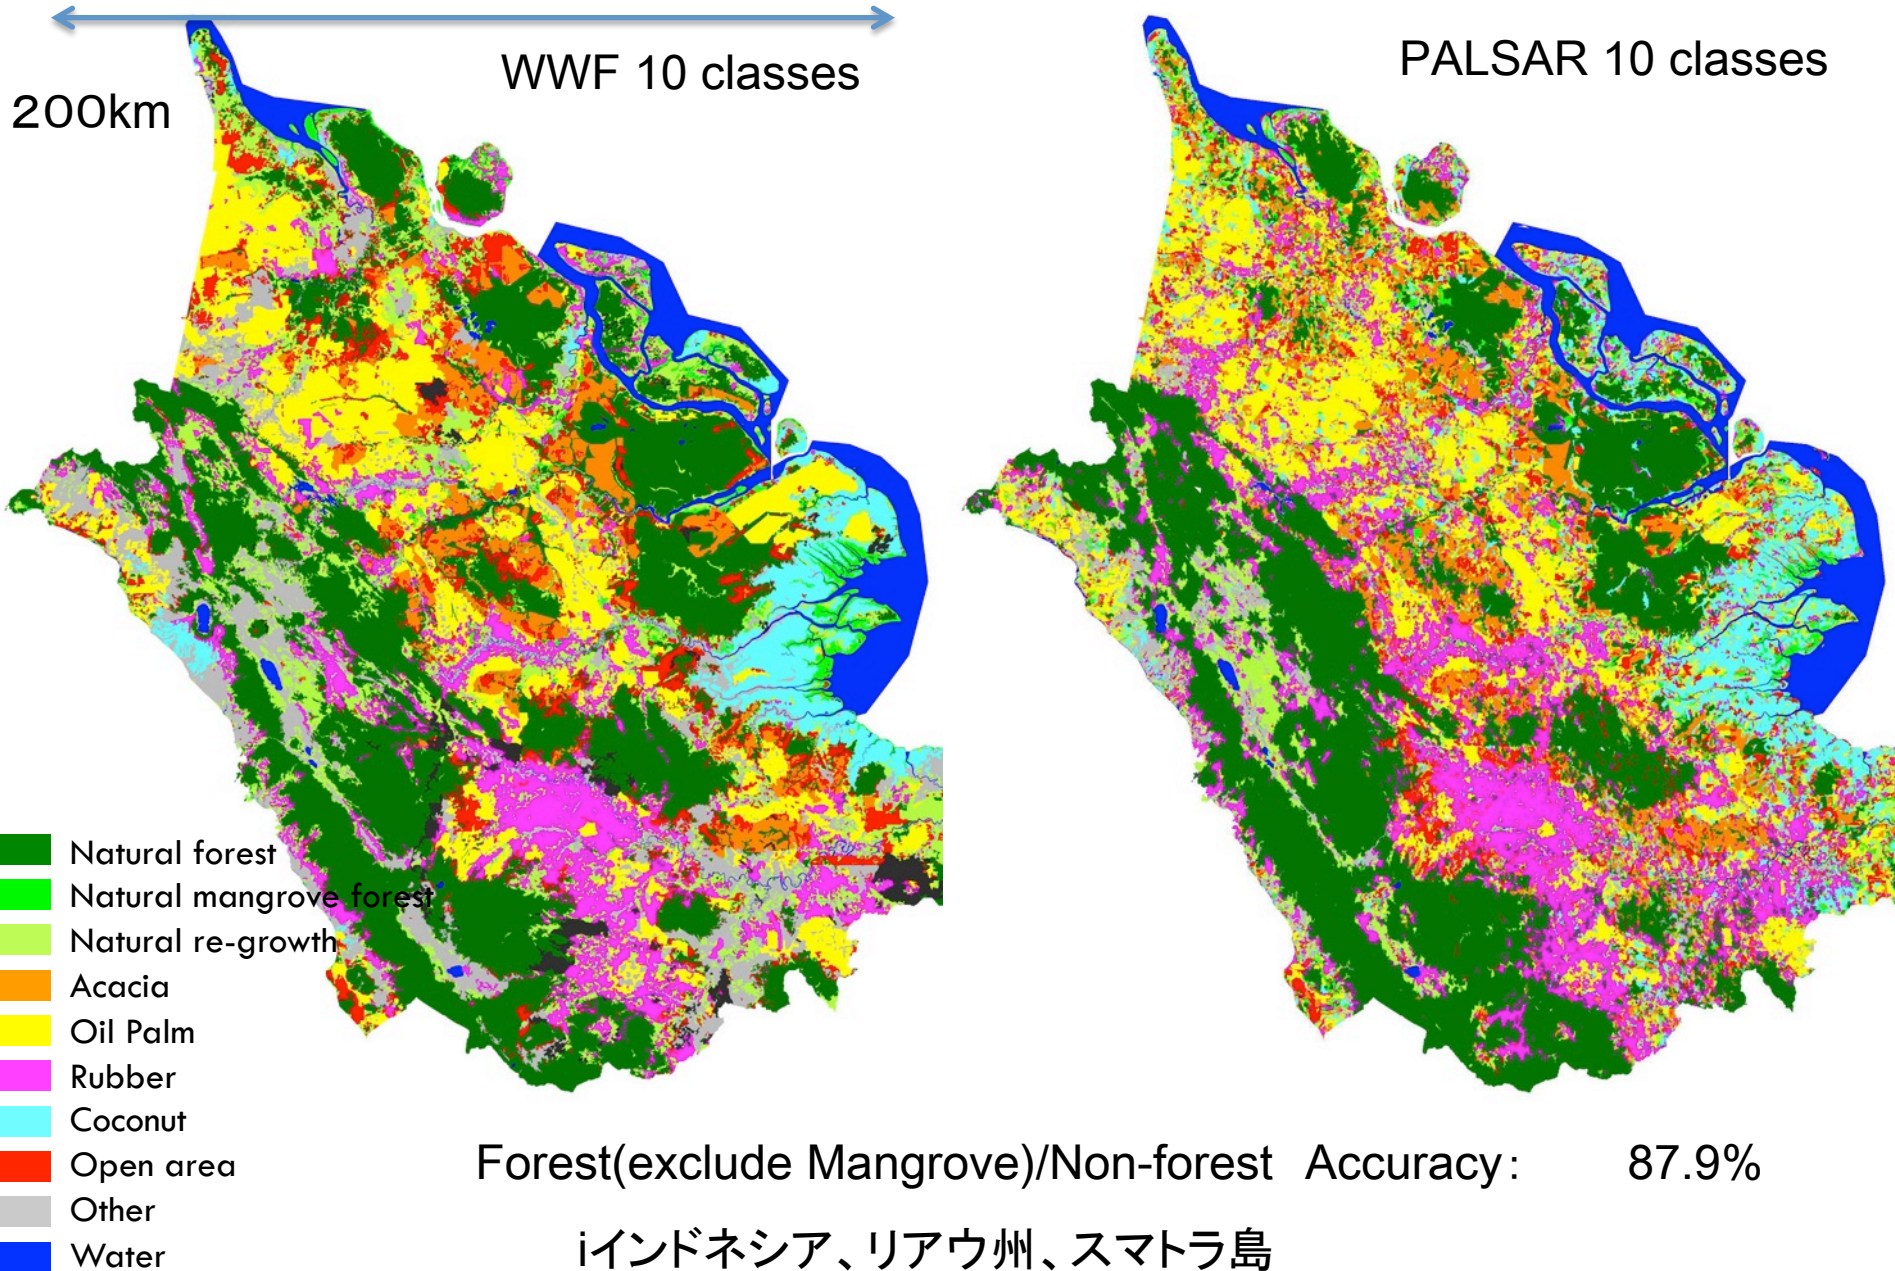 WWF 10 classes
PALSAR 10 classes
200km
Natural forest
Natural mangrove forest
Natural re-growth
Acacia
Oil Palm
Rubber
Coconut
Open area
Other
Water
Forest(exclude Mangrove)/Non-forest Accuracy: 87.9%
iインドネシア、リアウ州、スマトラ島